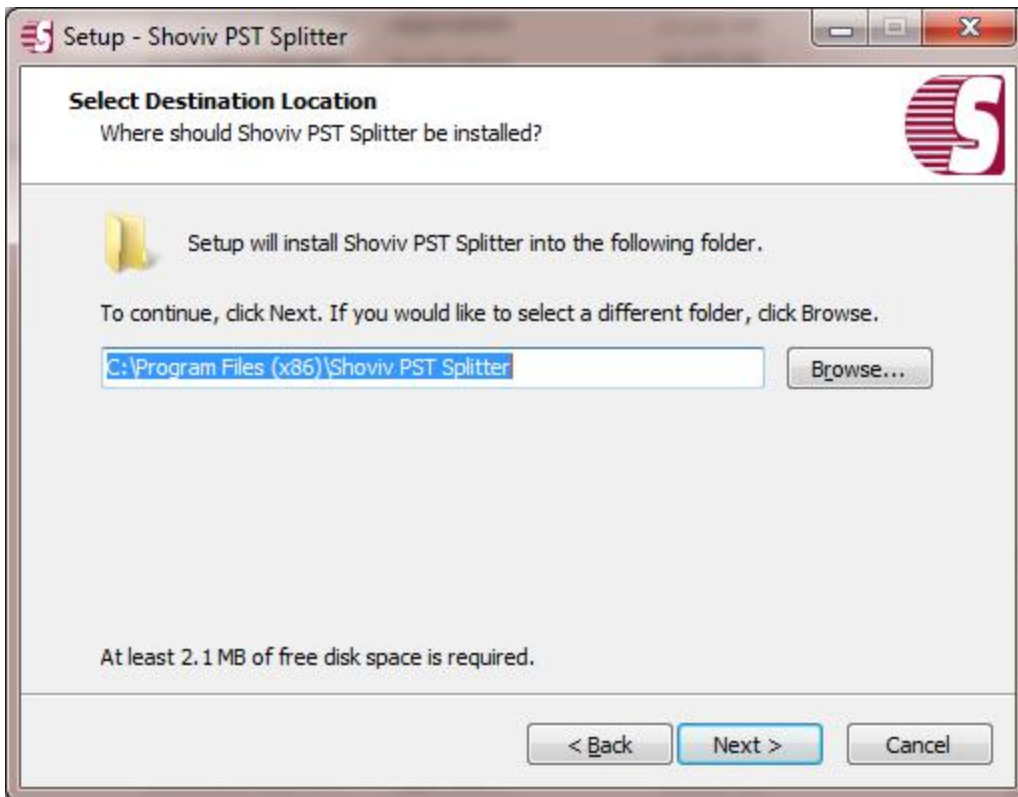 Setup - Shoviv PST Splitter
Select Destination Location
Where should Shoviv PST Splitter be installed?
Setup will install Shoviv PST Splitter into the following folder.
To continue, click Next. If you would like to select a different folder, click Browse.
C:\Program Files (x86)\Shoviv PST Splitter
Browse...
At least 2.1 MB of free disk space is required.
< Back
Next >
Cancel